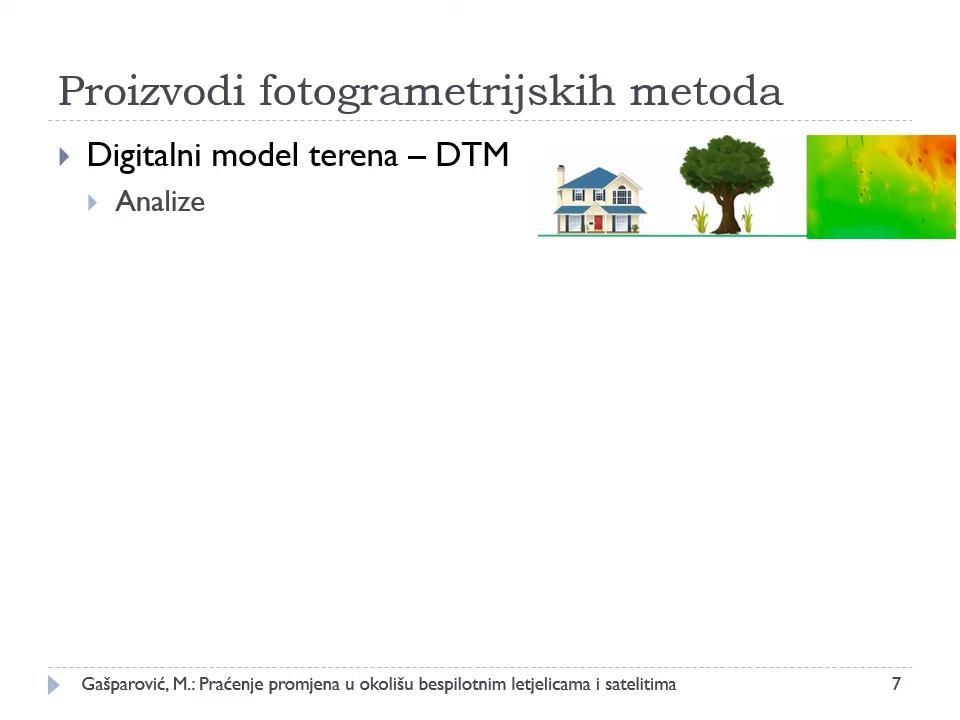 Proizvodi fotogrametrijskih metoda
Digitalni model terena – DTM
Analize
Gašparović, M.: Praćenje promjena u okolišu bespilotnim letjelicama i satelitima
7